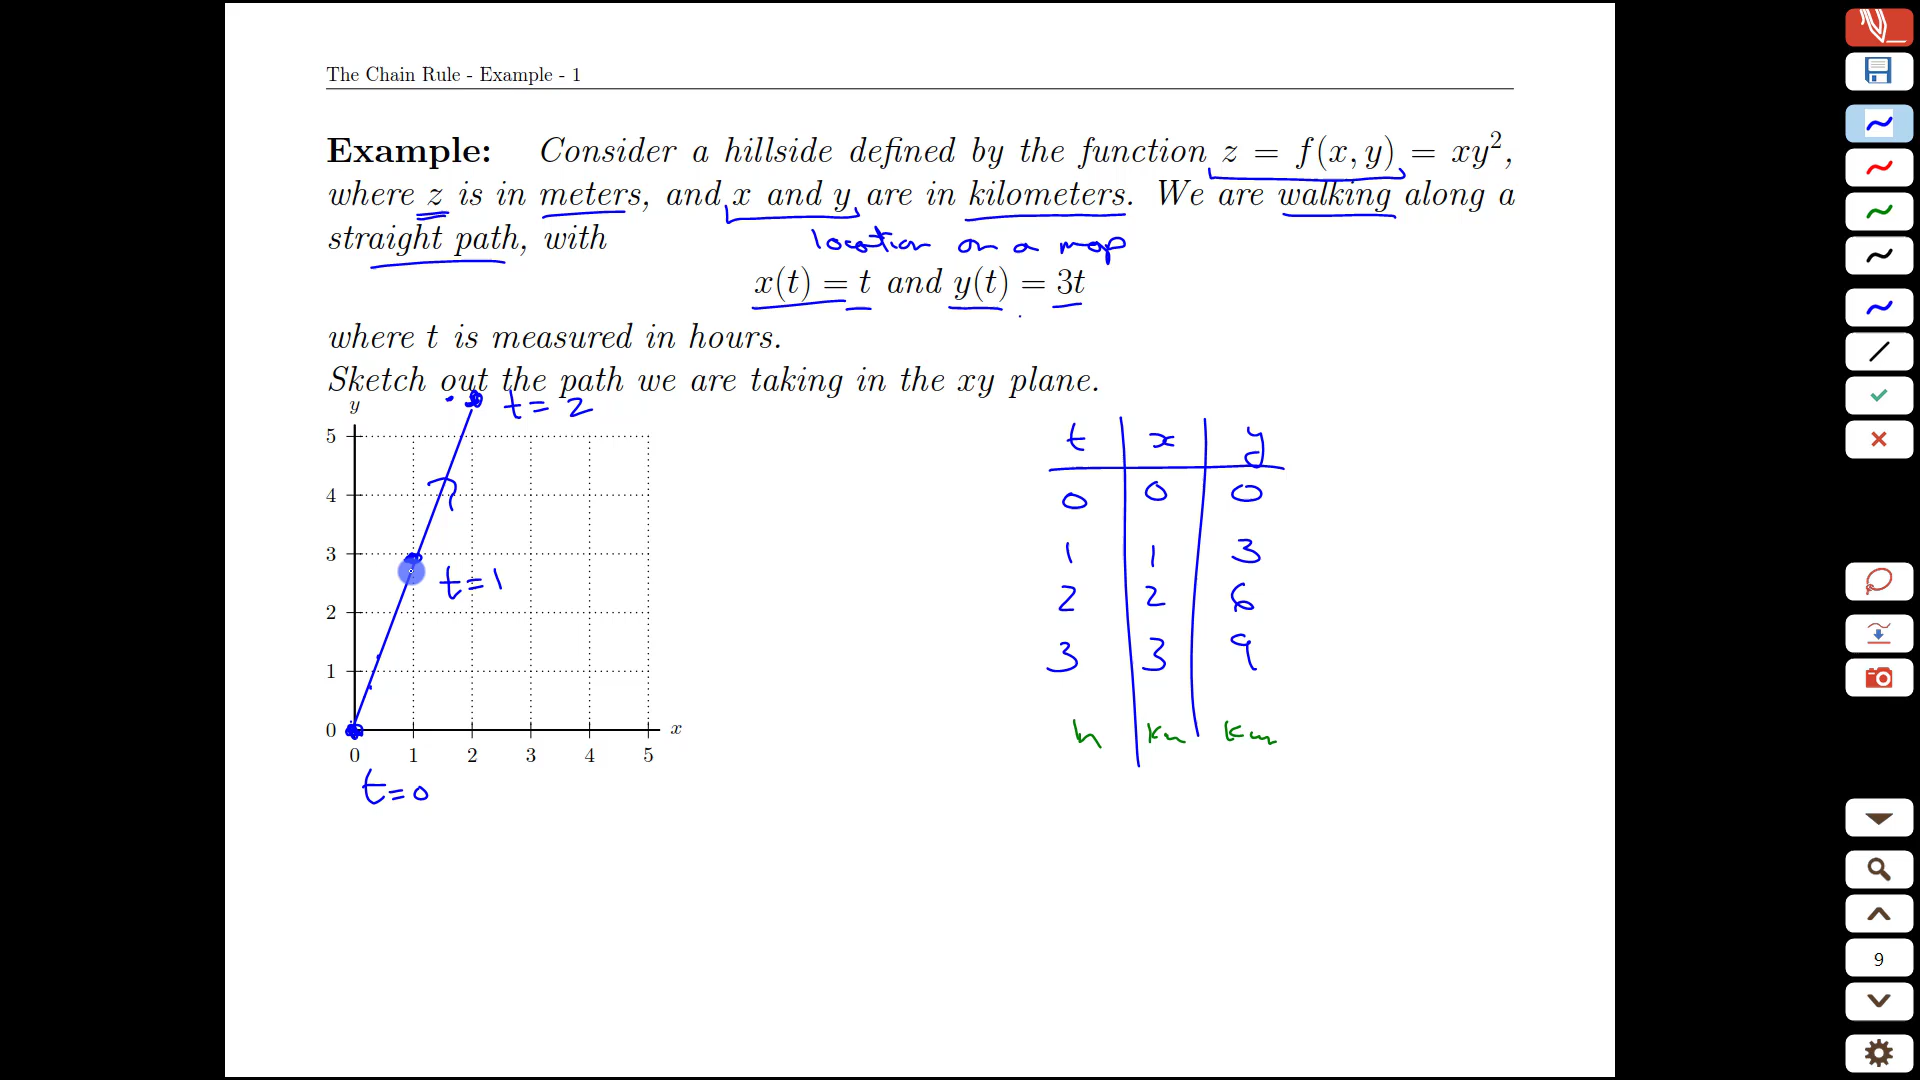 The Chain Rule - Example - 1
Example: Consider a hillside defined by the function z = f(x, y) = xy²,
where z is in meters, and x and y are in kilometers. We are walking along a
straight path, with
location on a map
x(t) = t and y(t) = 3t
where t is measured in hours.
Sketch out the path we are taking in the xy plane.
y
t = 2
5
4
3
t = 1
2
1
0
x
0 1 2 3 4 5
t = 0
t x y
0 0 0
1 1 3
2 2 6
3 3 9
h km km
9